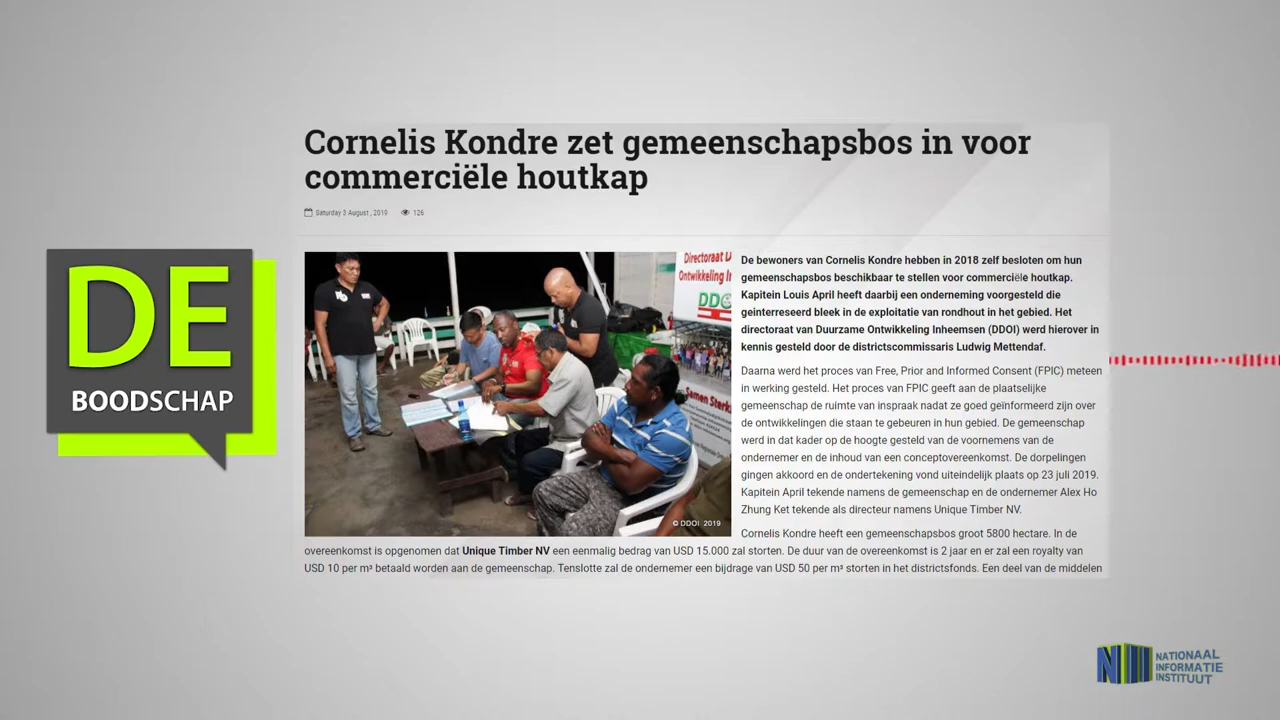 Cornelis Kondre zet gemeenschapsbos in voor
commerciële houtkap
Saturday 3 August , 2019
126
DE
BOODSCHAP
Directoraat D
Ontwikkeling In
DDO
Samen Sterk
© DDOI 2019
De bewoners van Cornelis Kondre hebben in 2018 zelf besloten om hun
gemeenschapsbos beschikbaar te stellen voor commerciële houtkap.
Kapitein Louis April heeft daarbij een onderneming voorgesteld die
geinterreseerd bleek in de exploitatie van rondhout in het gebied. Het
directoraat van Duurzame Ontwikkeling Inheemsen (DDOI) werd hierover in
kennis gesteld door de districtscommissaris Ludwig Mettendaf.
Daarna werd het proces van Free, Prior and Informed Consent (FPIC) meteen
in werking gesteld. Het proces van FPIC geeft aan de plaatselijke
gemeenschap de ruimte van inspraak nadat ze goed geïnformeerd zijn over
de ontwikkelingen die staan te gebeuren in hun gebied. De gemeenschap
werd in dat kader op de hoogte gesteld van de voornemens van de
ondernemer en de inhoud van een conceptovereenkomst. De dorpelingen
gingen akkoord en de ondertekening vond uiteindelijk plaats op 23 juli 2019.
Kapitein April tekende namens de gemeenschap en de ondernemer Alex Ho
Zhung Ket tekende als directeur namens Unique Timber NV.
Cornelis Kondre heeft een gemeenschapsbos groot 5800 hectare. In de
overeenkomst is opgenomen dat Unique Timber NV een eenmalig bedrag van USD 15.000 zal storten. De duur van de overeenkomst is 2 jaar en er zal een royalty van
USD 10 per m³ betaald worden aan de gemeenschap. Tenslotte zal de ondernemer een bijdrage van USD 50 per m³ storten in het districtsfonds. Een deel van de middelen
NII
NATIONAAL
INFORMATIE
INSTITUUT